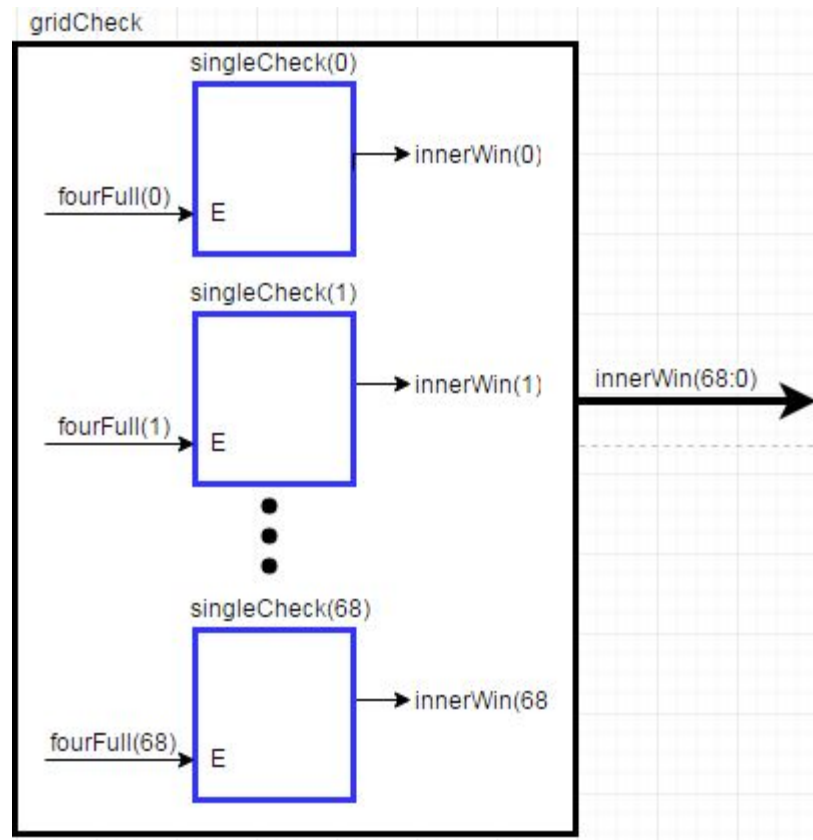 gridCheck
singleCheck(0)
innerWin(0)
fourFull(0)
E
singleCheck(1)
innerWin(1)
innerWin(68:0)
fourFull(1)
E
singleCheck(68)
innerWin(68
fourFull(68)
E